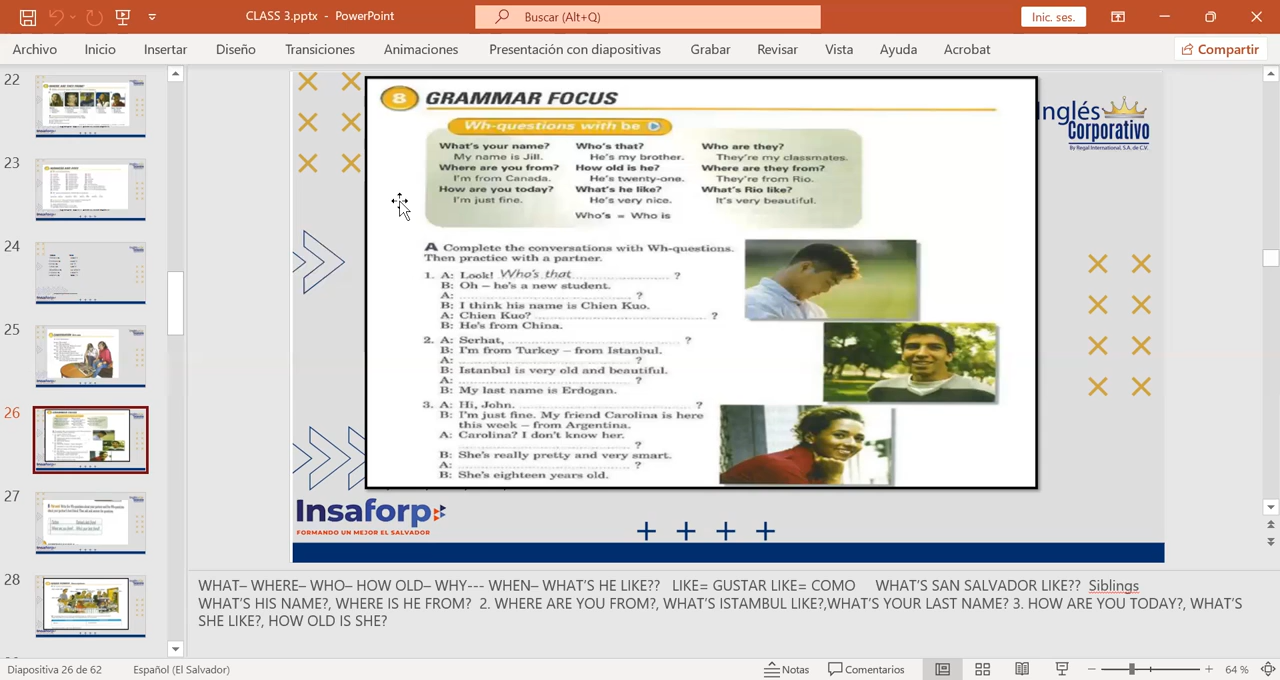 CLASS 3.pptx - PowerPoint
Buscar (Alt+Q)
Inic. ses.
Archivo Inicio Insertar Diseño Transiciones Animaciones Presentación con diapositivas Grabar Revisar Vista Ayuda Acrobat Compartir
22
23
24
25
26
27
28
8 GRAMMAR FOCUS
Wh-questions with be
What's your name? Who's that? Who are they?
My name is Jill. He's my brother. They're my classmates.
Where are you from? How old is he? Where are they from?
I'm from Canada. He's twenty-one. They're from Rio.
How are you today? What's he like? What's Rio like?
I'm just fine. He's very nice. It's very beautiful.
Who's = Who is
A Complete the conversations with Wh-questions.
Then practice with a partner.
1. A: Look! Who's that ?
B: Oh – he's a new student.
A: ?
B: I think his name is Chien Kuo.
A: Chien Kuo? ?
B: He's from China.
2. A: Serhat, ?
B: I'm from Turkey – from Istanbul.
A: ?
B: Istanbul is very old and beautiful.
A: ?
B: My last name is Erdogan.
3. A: Hi, John. ?
B: I'm just fine. My friend Carolina is here
this week – from Argentina.
A: Carolina? I don't know her.
?
B: She's really pretty and very smart.
A: ?
B: She's eighteen years old.
Inglés
Corporativo
By Regal International, S.A. de C.V.
Insaforp
FORMANDO UN MEJOR EL SALVADOR
WHAT– WHERE– WHO– HOW OLD– WHY--- WHEN– WHAT'S HE LIKE?? LIKE= GUSTAR LIKE= COMO WHAT'S SAN SALVADOR LIKE?? Siblings
WHAT'S HIS NAME?, WHERE IS HE FROM? 2. WHERE ARE YOU FROM?, WHAT'S ISTAMBUL LIKE?,WHAT'S YOUR LAST NAME? 3. HOW ARE YOU TODAY?, WHAT'S
SHE LIKE?, HOW OLD IS SHE?
Diapositiva 26 de 62 Español (El Salvador) Notas Comentarios 64 %